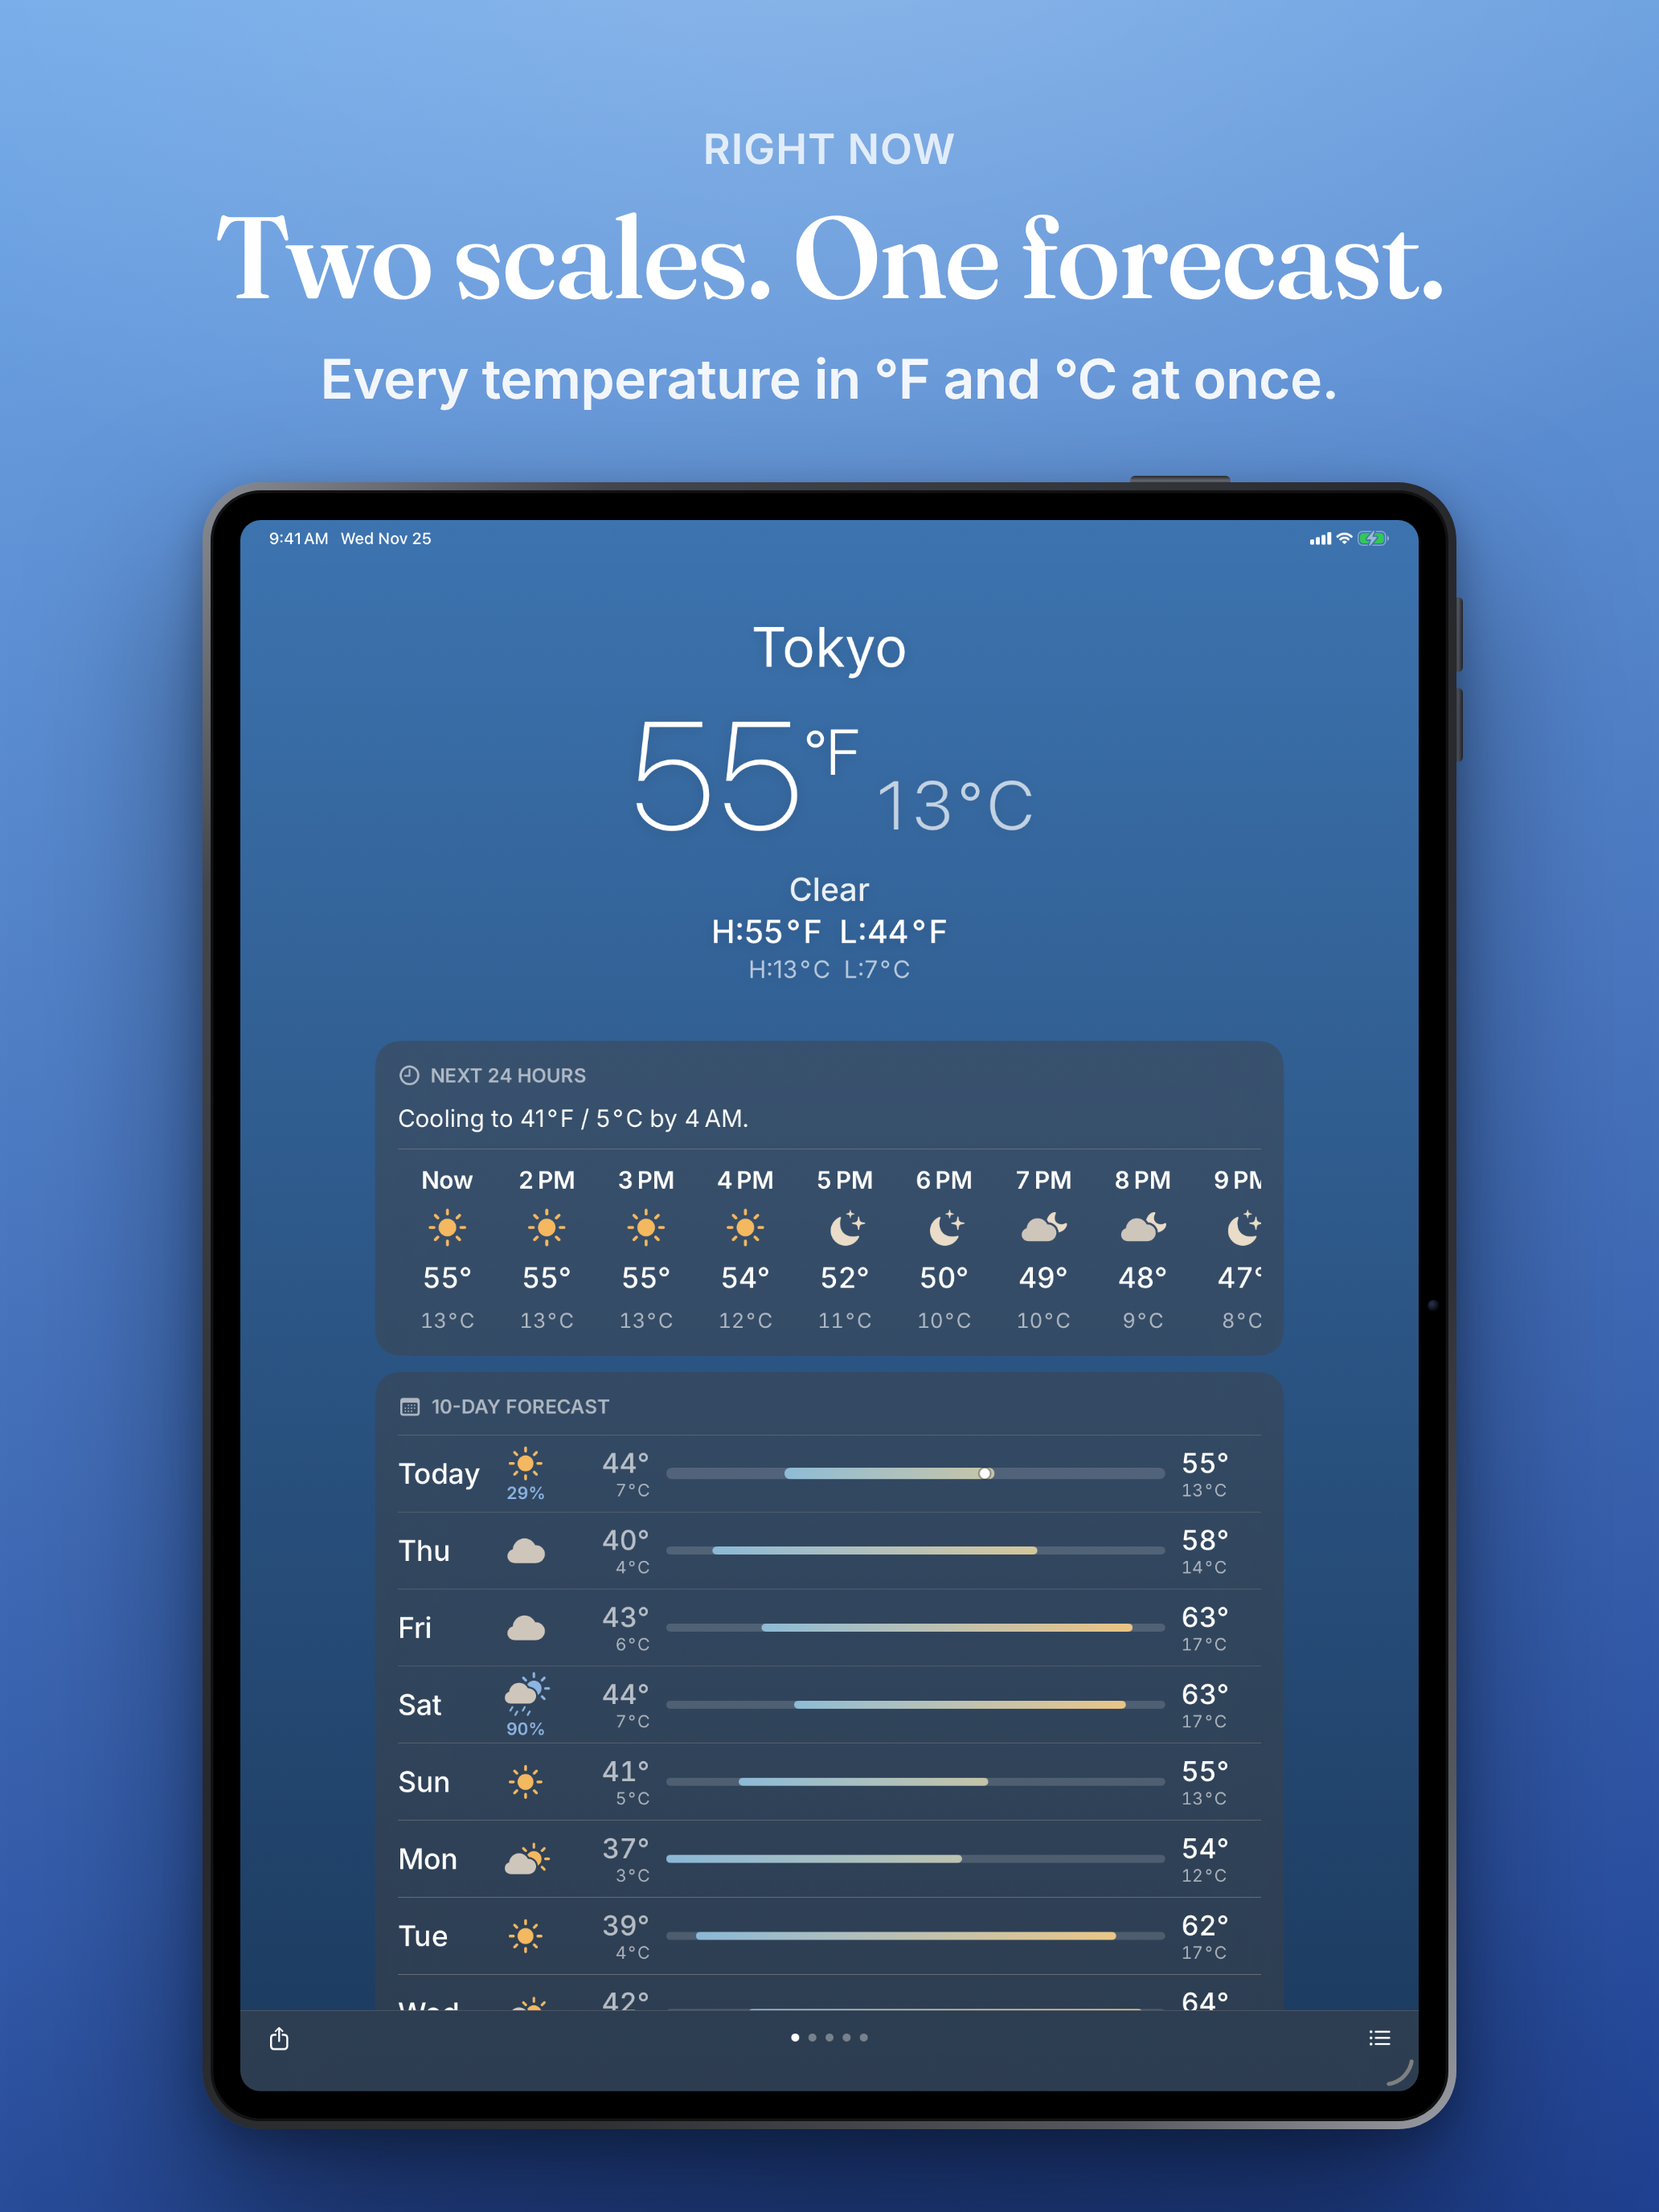 RIGHT NOW
Two scales. One forecast.
Every temperature in °F and °C at once.
9:41 AM Wed Nov 25
Tokyo
55°F 13°C
Clear
H:55°F L:44°F
H:13°C L:7°C
NEXT 24 HOURS
Cooling to 41°F / 5°C by 4 AM.
Now 2 PM 3 PM 4 PM 5 PM 6 PM 7 PM 8 PM 9 PM
55° 55° 55° 54° 52° 50° 49° 48° 47°
13°C 13°C 13°C 12°C 11°C 10°C 10°C 9°C 8°C
10-DAY FORECAST
Today 44° 55°
29% 7°C 13°C
Thu 40° 58°
4°C 14°C
Fri 43° 63°
6°C 17°C
Sat 44° 63°
90% 7°C 17°C
Sun 41° 55°
5°C 13°C
Mon 37° 54°
3°C 12°C
Tue 39° 62°
4°C 17°C
Wed 42° 64°